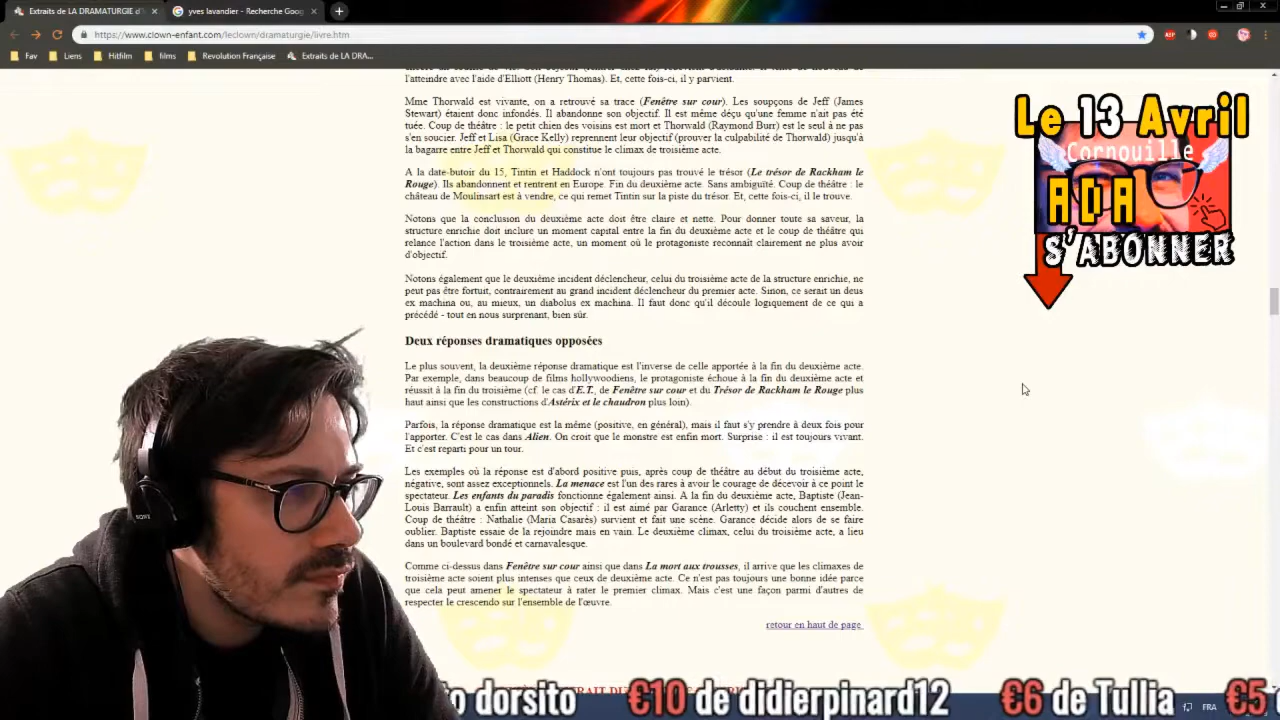 Extraits de LA DRAMATURGIE d'
yves lavandier - Recherche Goog
https://www.clown-enfant.com/leclown/dramaturgie/livre.htm
Fav
Liens
Hitfilm
films
Revolution Française
Extraits de LA DRA...
l'atteindre avec l'aide d'Elliott (Henry Thomas). Et, cette fois-ci, il y parvient.
Mme Thorwald est vivante, on a retrouvé sa trace (Fenêtre sur cour). Les soupçons de Jeff (James
Stewart) étaient donc infondés. Il abandonne son objectif. Il est même déçu qu'une femme n'ait pas été
tuée. Coup de théâtre : le petit chien des voisins est mort et Thorwald (Raymond Burr) est le seul à ne pas
s'en soucier. Jeff et Lisa (Grace Kelly) reprennent leur objectif (prouver la culpabilité de Thorwald) jusqu'à
la bagarre entre Jeff et Thorwald qui constitue le climax de troisième acte.
A la date-butoir du 15, Tintin et Haddock n'ont toujours pas trouvé le trésor (Le trésor de Rackham le
Rouge). Ils abandonnent et rentrent en Europe. Fin du deuxième acte. Sans ambiguïté. Coup de théâtre : le
château de Moulinsart est à vendre, ce qui remet Tintin sur la piste du trésor. Et, cette fois-ci, il le trouve.
Notons que la conclusion du deuxième acte doit être claire et nette. Pour donner toute sa saveur, la
structure enrichie doit inclure un moment capital entre la fin du deuxième acte et le coup de théâtre qui
relance l'action dans le troisième acte, un moment où le protagoniste reconnaît clairement ne plus avoir
d'objectif.
Notons également que le deuxième incident déclencheur, celui du troisième acte de la structure enrichie, ne
peut pas être fortuit, contrairement au grand incident déclencheur du premier acte. Sinon, ce serait un deus
ex machina ou, au mieux, un diabolus ex machina. Il faut donc qu'il découle logiquement de ce qui a
précédé - tout en nous surprenant, bien sûr.
Deux réponses dramatiques opposées
Le plus souvent, la deuxième réponse dramatique est l'inverse de celle apportée à la fin du deuxième acte.
Par exemple, dans beaucoup de films hollywoodiens, le protagoniste échoue à la fin du deuxième acte et
réussit à la fin du troisième (cf. le cas d'E.T., de Fenêtre sur cour et du Trésor de Rackham le Rouge plus
haut ainsi que les constructions d'Astérix et le chaudron plus loin).
Parfois, la réponse dramatique est la même (positive, en général), mais il faut s'y prendre à deux fois pour
l'apporter. C'est le cas dans Alien. On croit que le monstre est enfin mort. Surprise : il est toujours vivant.
Et c'est reparti pour un tour.
Les exemples où la réponse est d'abord positive puis, après coup de théâtre au début du troisième acte,
négative, sont assez exceptionnels. La menace est l'un des rares à avoir le courage de décevoir à ce point le
spectateur. Les enfants du paradis fonctionne également ainsi. A la fin du deuxième acte, Baptiste (Jean-
Louis Barrault) a enfin atteint son objectif : il est aimé par Garance (Arletty) et ils couchent ensemble.
Coup de théâtre : Nathalie (Maria Casarès) survient et fait une scène. Garance décide alors de se faire
oublier. Baptiste essaie de la rejoindre mais en vain. Le deuxième climax, celui du troisième acte, a lieu
dans un boulevard bondé et carnavalesque.
Comme ci-dessus dans Fenêtre sur cour ainsi que dans La mort aux trousses, il arrive que les climaxes de
troisième acte soient plus intenses que ceux de deuxième acte. Ce n'est pas toujours une bonne idée parce
que cela peut amener le spectateur à rater le premier climax. Mais c'est une façon parmi d'autres de
respecter le crescendo sur l'ensemble de l'œuvre.
retour en haut de page
Le 13 Avril
Cornouille
ADA
S'ABONNER
o dorsito €10 de didierpinard12 €6 de Tullia €5
FRA